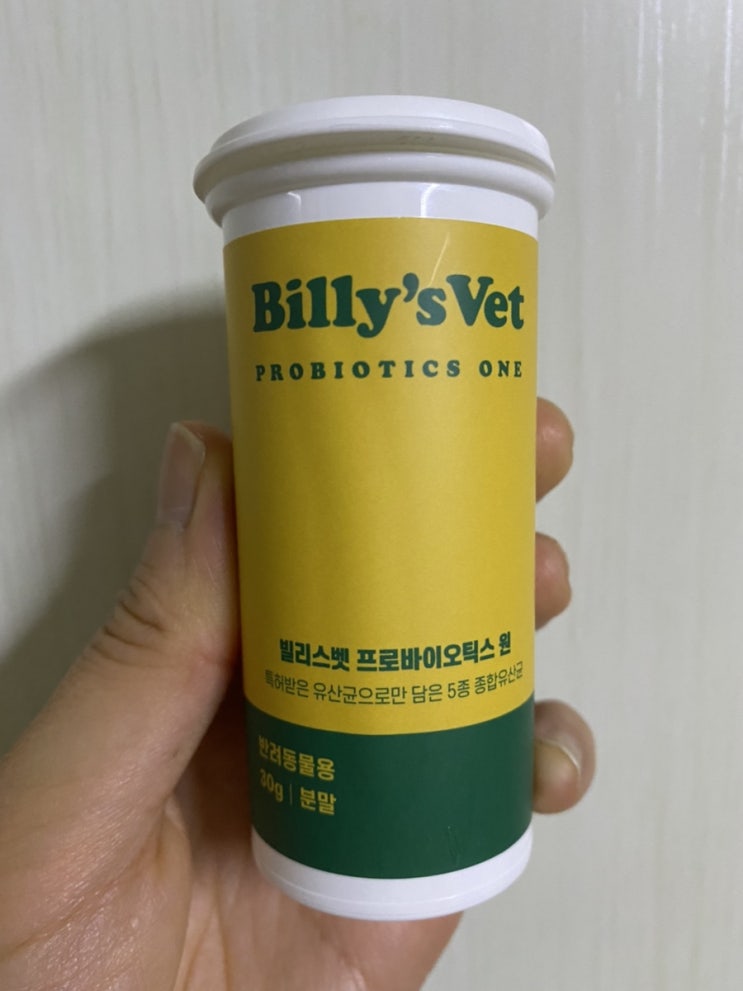 Billy's Vet
PROBIOTICS ONE
빌리스벳 프로바이오틱스 원
특허받은 유산균으로만 담은 5종 종합유산균
반려동물용
30g | 분말